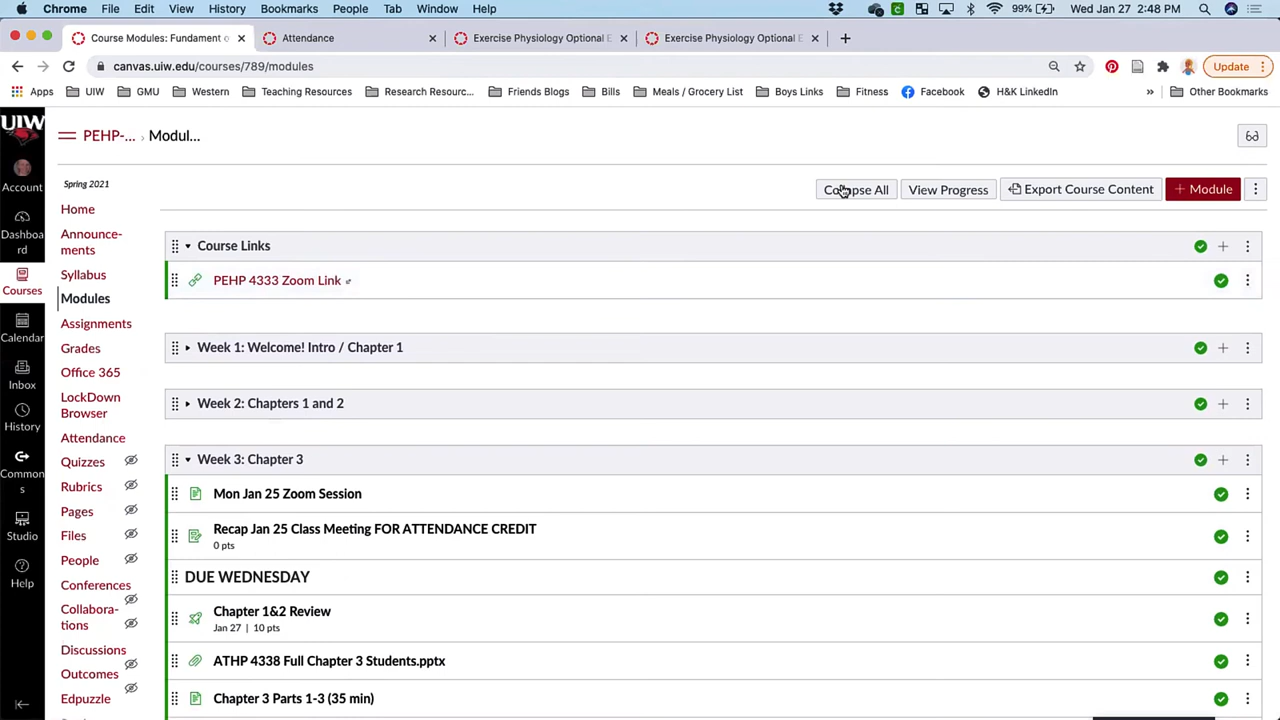 Chrome File Edit View History Bookmarks People Tab Window Help 99% Wed Jan 27 2:48 PM
Course Modules: Fundament Attendance Exercise Physiology Optional E Exercise Physiology Optional E
canvas.uiw.edu/courses/789/modules Update
Apps UIW GMU Western Teaching Resources Research Resourc... Friends Blogs Bills Meals / Grocery List Boys Links Fitness Facebook H&K LinkedIn » Other Bookmarks
UIW
PEHP-... › Modul...
Account
Dashboa
rd
Courses
Calendar
Inbox
History
Common
s
Studio
Help
Spring 2021
Home
Announce-
ments
Syllabus
Modules
Assignments
Grades
Office 365
LockDown
Browser
Attendance
Quizzes
Rubrics
Pages
Files
People
Conferences
Collabora-
tions
Discussions
Outcomes
Edpuzzle
Collapse All View Progress Export Course Content + Module
Course Links
PEHP 4333 Zoom Link
Week 1: Welcome! Intro / Chapter 1
Week 2: Chapters 1 and 2
Week 3: Chapter 3
Mon Jan 25 Zoom Session
Recap Jan 25 Class Meeting FOR ATTENDANCE CREDIT
0 pts
DUE WEDNESDAY
Chapter 1&2 Review
Jan 27 | 10 pts
ATHP 4338 Full Chapter 3 Students.pptx
Chapter 3 Parts 1-3 (35 min)